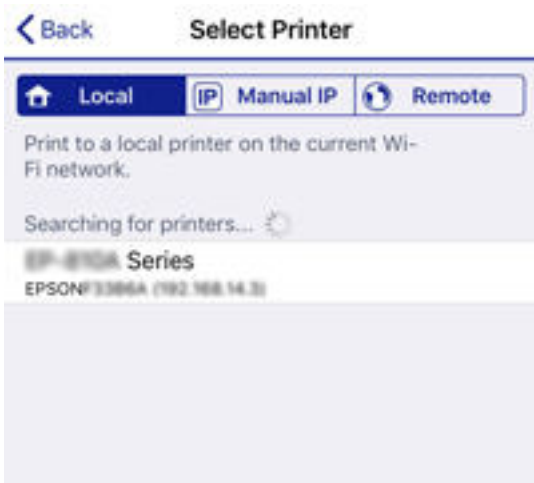 Back Select Printer
Local IP Manual IP Remote
Print to a local printer on the current Wi-
Fi network.
Searching for printers...
Series
EPSON